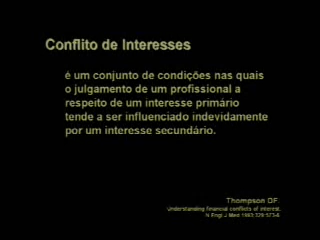 Conflito de Interesses
é um conjunto de condições nas quais
o julgamento de um profissional a
respeito de um interesse primário
tende a ser influenciado indevidamente
por um interesse secundário.
Thompson DF.
Understanding financial conflicts of interest.
N Engl J Med 1993;329:573-6